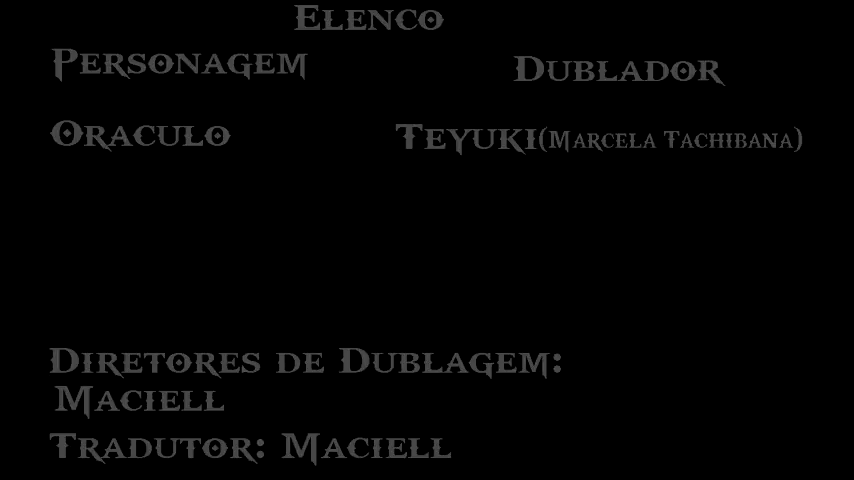 Elenco
Personagem Dublador
Oraculo Teyuki(Marcela Tachibana)
Diretores de Dublagem:
Maciell
Tradutor: Maciell